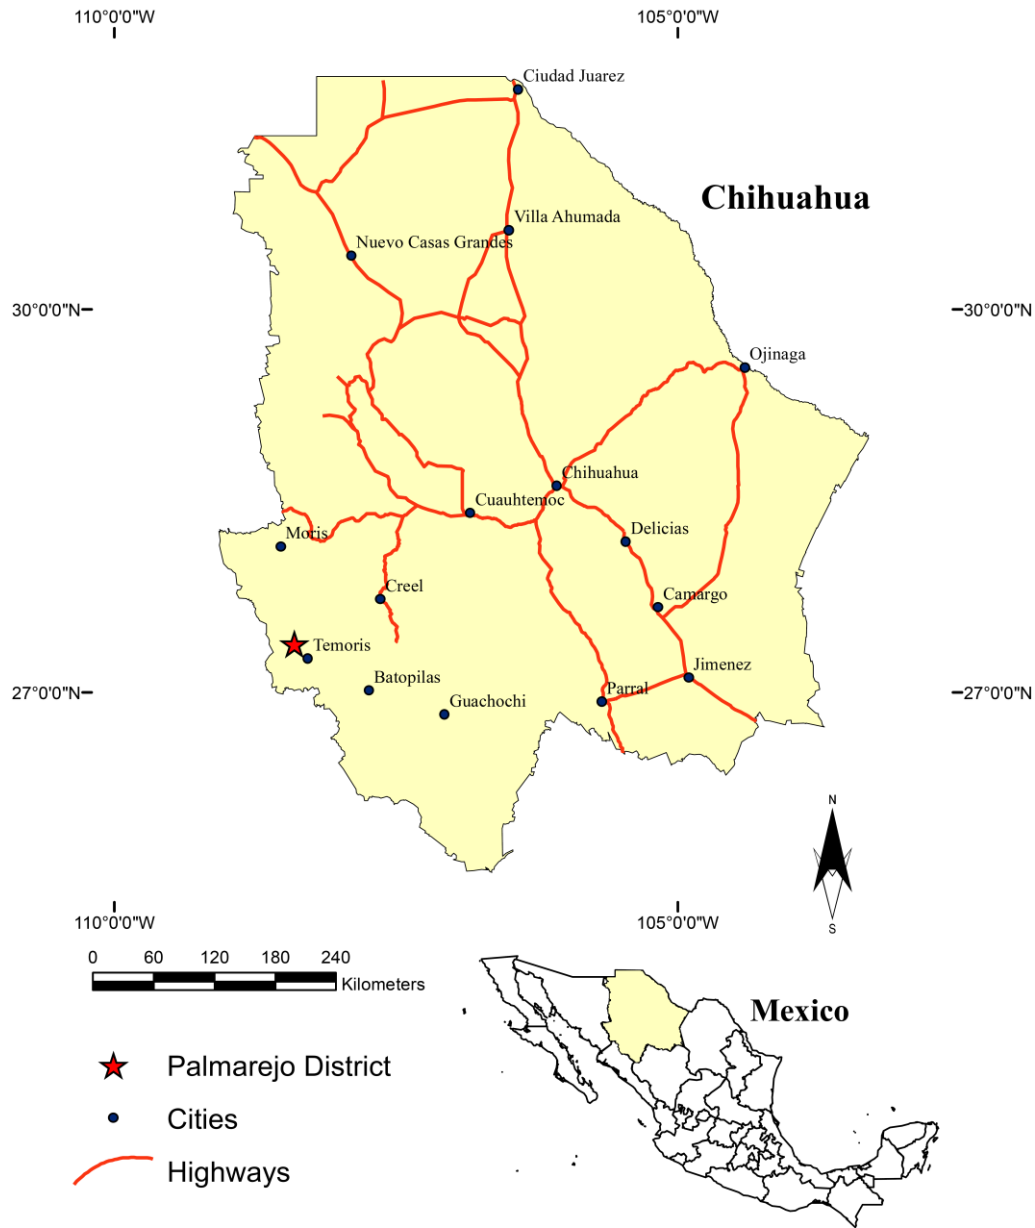 110°0'0"W
105°0'0"W
Ciudad Juarez
Chihuahua
Villa Ahumada
Nuevo Casas Grandes
30°0'0"N
30°0'0"N
Ojinaga
Chihuahua
Cuauhtemoc
Moris
Delicias
Creel
Camargo
Temoris
Batopilas
Jimenez
27°0'0"N
27°0'0"N
Guachochi
Parral
N
S
110°0'0"W
105°0'0"W
0 60 120 180 240
Kilometers
Mexico
Palmarejo District
Cities
Highways